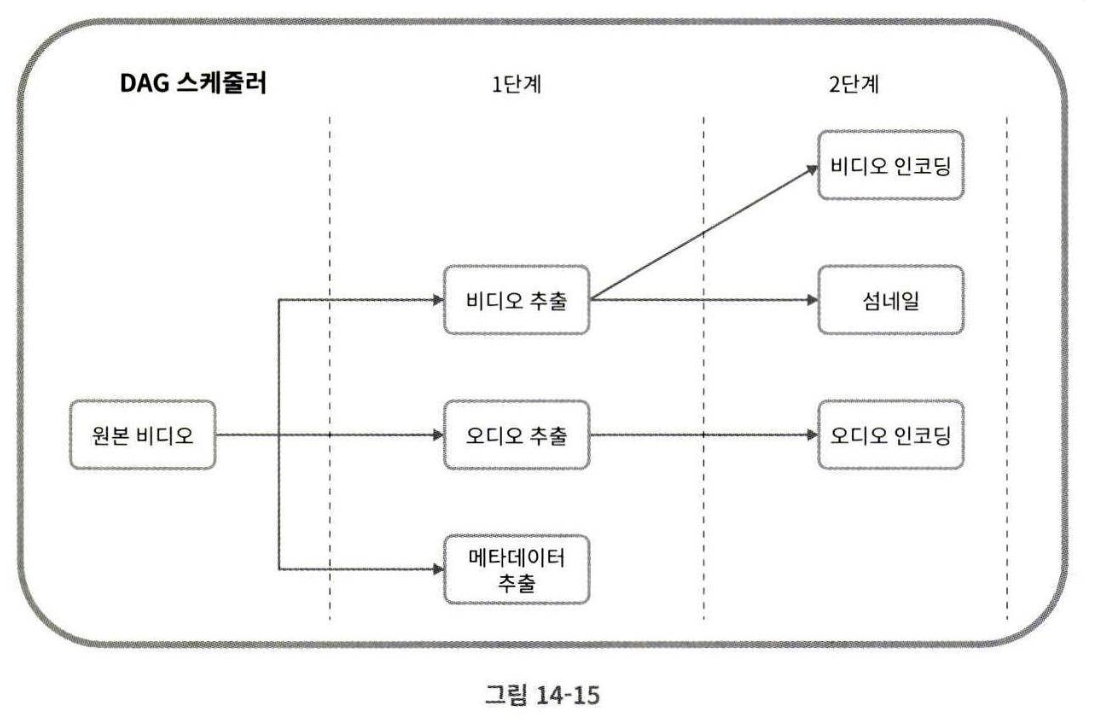 DAG 스케줄러
1단계
2단계
비디오 인코딩
비디오 추출
섬네일
원본 비디오
오디오 추출
오디오 인코딩
메타데이터
추출
그림 14-15